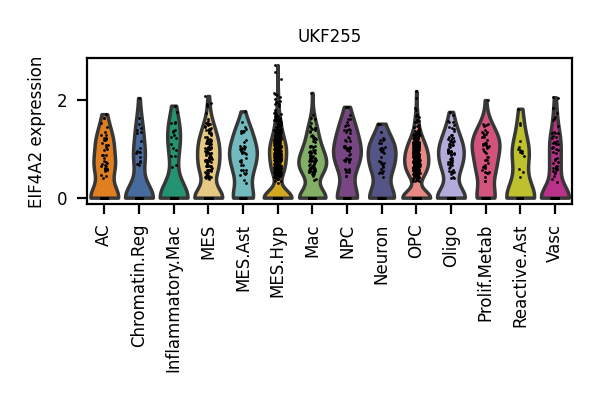 UKF255
EIF4A2 expression
2
0
AC
Chromatin.Reg
Inflammatory.Mac
MES
MES.Ast
MES.Hyp
Mac
NPC
Neuron
OPC
Oligo
Prolif.Metab
Reactive.Ast
Vasc